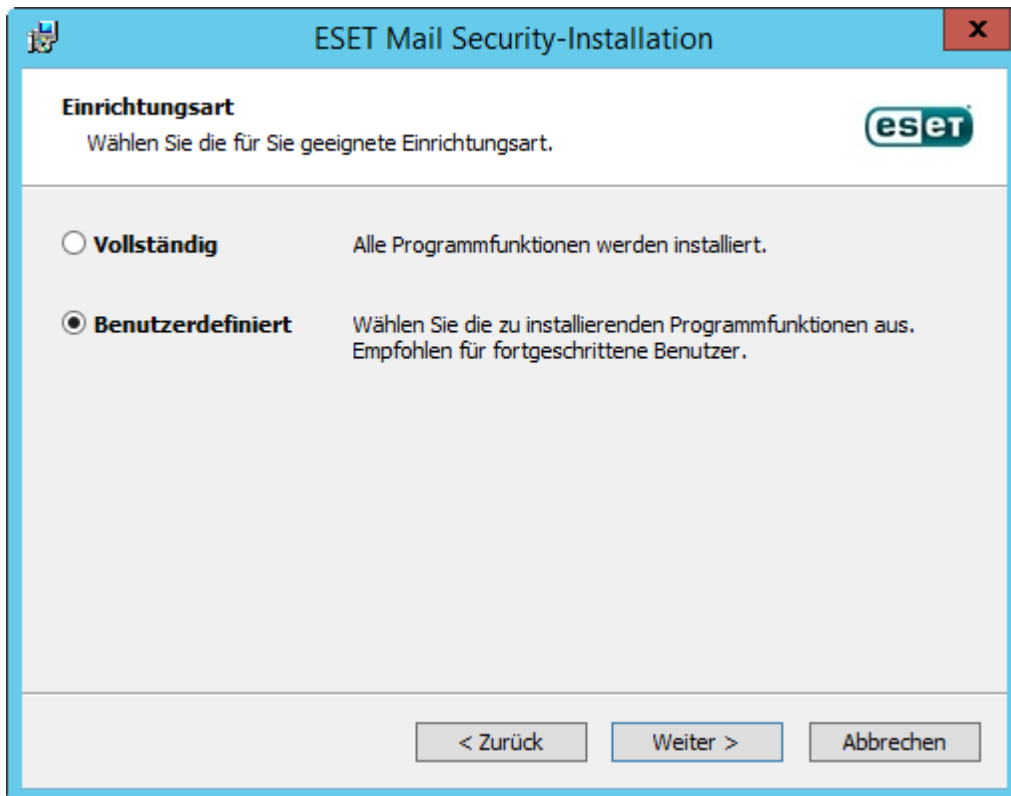 ESET Mail Security-Installation
x
Einrichtungsart
Wählen Sie die für Sie geeignete Einrichtungsart.
eseT
Vollständig Alle Programmfunktionen werden installiert.
Benutzerdefiniert Wählen Sie die zu installierenden Programmfunktionen aus.
Empfohlen für fortgeschrittene Benutzer.
< Zurück Weiter > Abbrechen